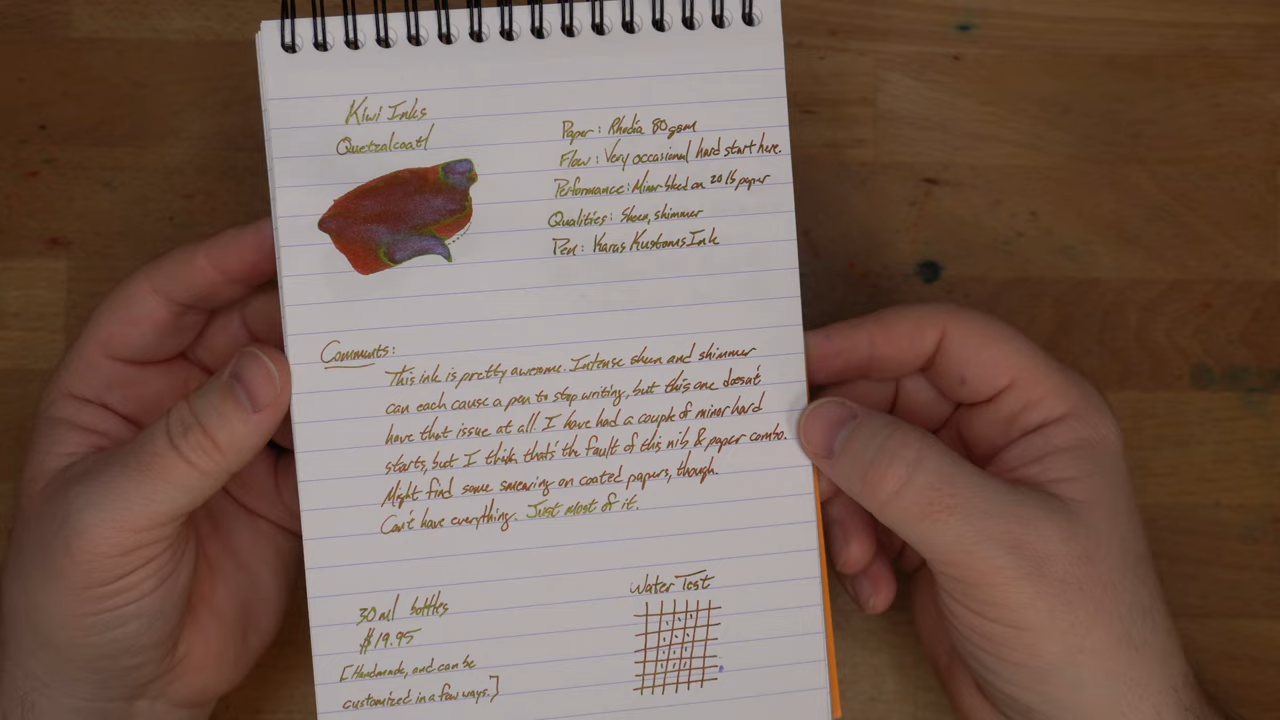 Kiwi Inks
Quetzalcoatl
Paper: Rhodia 80gsm
Flow: Very occasional hard start here.
Performance: Minor bleed on 20 lb paper
Qualities: Sheen, shimmer
Pen: Karas Kustoms Ink
Comments:
This ink is pretty awesome. Intense sheen and shimmer
can each cause a pen to stop writing, but this one doesn't
have that issue at all. I have had a couple of minor hard
starts, but I think that's the fault of this nib & paper combo.
Might find some smearing on coated papers, though.
Can't have everything. Just most of it.
30ml bottles
$19.95
[Handmade, and can be
customized in a few ways.]
Water Test